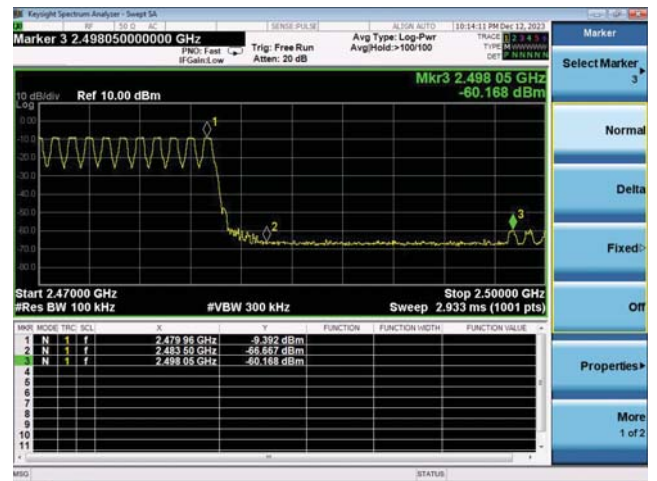 Keysight Spectrum Analyzer - Swept SA
RF 50 Ω AC SENSE:PULSE ALIGN AUTO 10:14:11 PM Dec 12, 2023
Marker 3 2.498050000000 GHz
PNO: Fast
IFGain:Low
Trig: Free Run
Atten: 20 dB
Avg Type: Log-Pwr
Avg|Hold:>100/100
TRACE 1 2 3 4 5 6
TYPE M
DET P N N N N N
Mkr3 2.498 05 GHz
-60.168 dBm
10 dB/div Ref 10.00 dBm
Log
0.00
-10.0
-20.0
-30.0
-40.0
-50.0
-60.0
-70.0
-80.0
1
2
3
Start 2.47000 GHz Stop 2.50000 GHz
#Res BW 100 kHz #VBW 300 kHz Sweep 2.933 ms (1001 pts)
MKR MODE TRC SCL X Y FUNCTION FUNCTION WIDTH FUNCTION VALUE
1 N 1 f 2.479 96 GHz -9.392 dBm
2 N 1 f 2.483 50 GHz -66.667 dBm
3 N 1 f 2.498 05 GHz -60.168 dBm
4
5
6
7
8
9
10
11
MSG STATUS
Marker
Select Marker
3
Normal
Delta
Fixed
Off
Properties
More
1 of 2